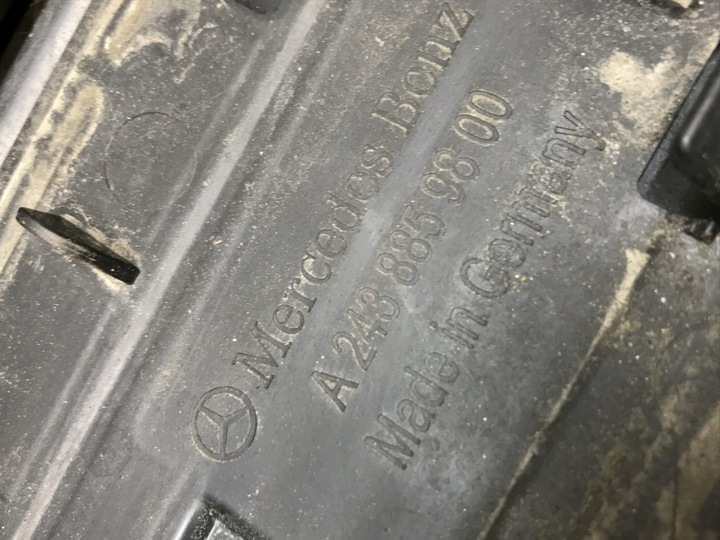 Mercedes Benz
A 243 885 98 00
Made in Germany